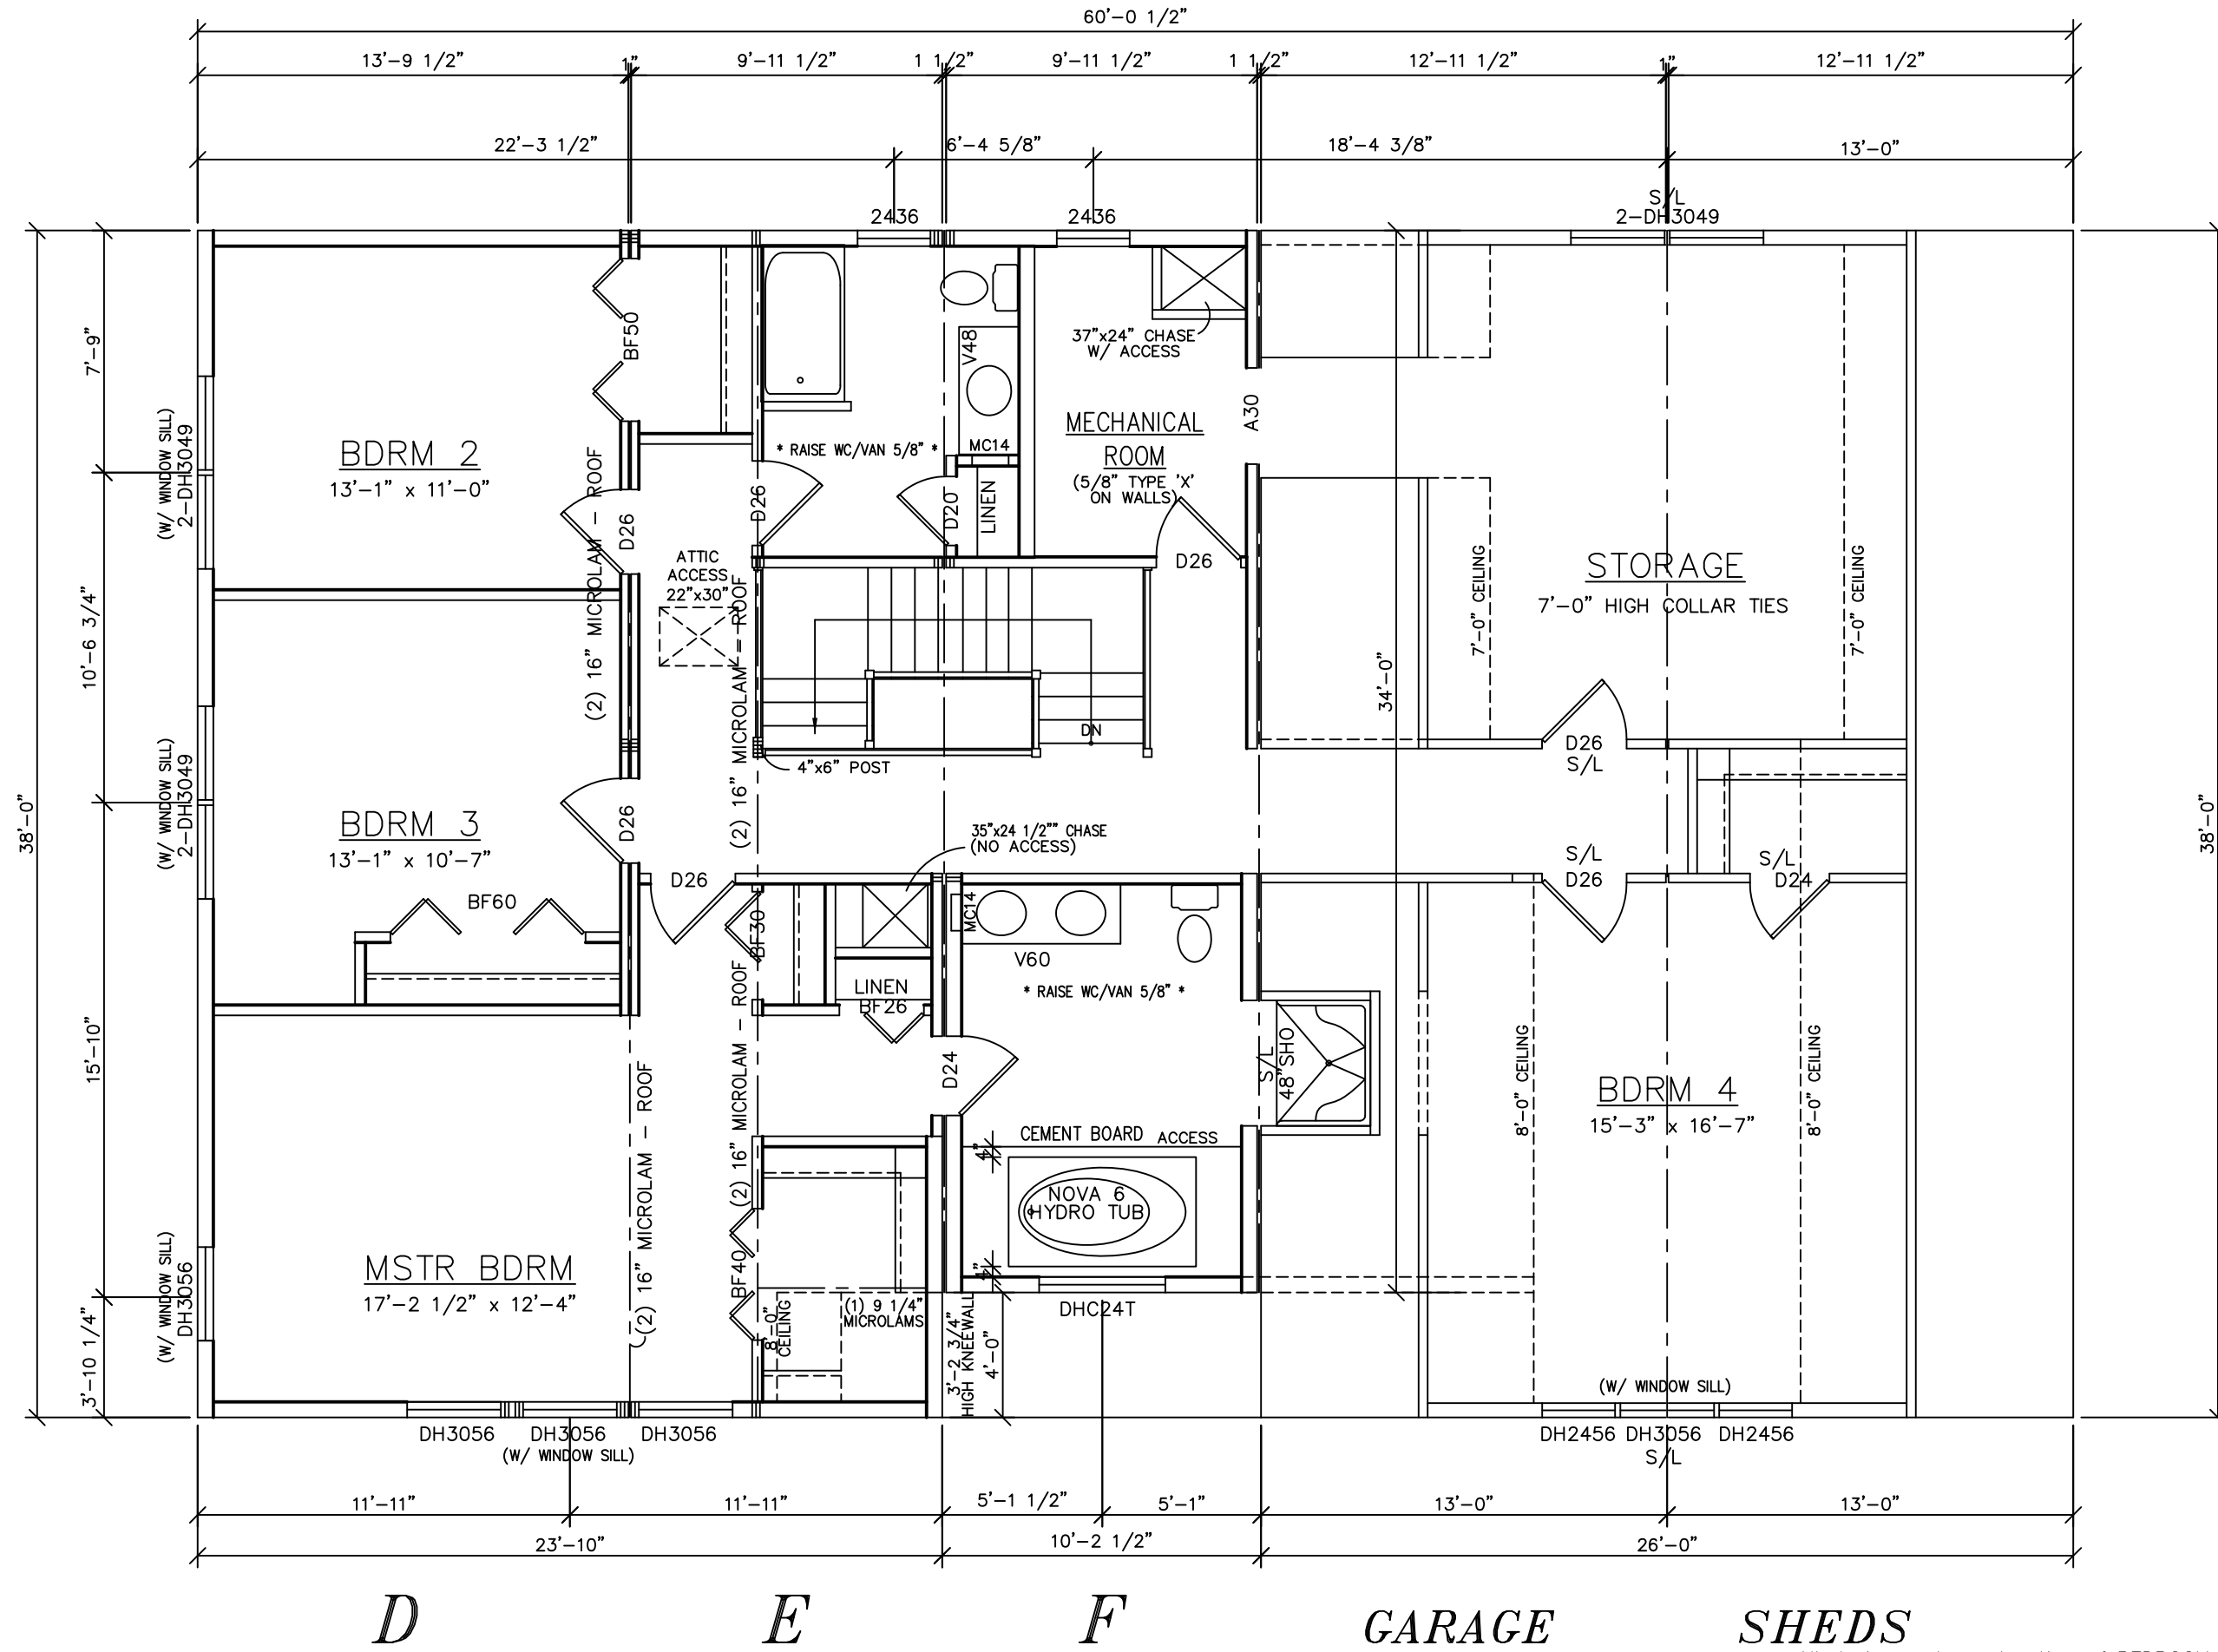 60'-0 1/2"
13'-9 1/2"
1"
9'-11 1/2"
1 1/2"
9'-11 1/2"
1 1/2"
12'-11 1/2"
1"
12'-11 1/2"
22'-3 1/2"
6'-4 5/8"
18'-4 3/8"
13'-0"
2436
2436
S/L
2-DH3049
38'-0"
7'-9"
10'-6 3/4"
15'-10"
3'-10 1/4"
(W/ WINDOW SILL)
2-DH3049
(W/ WINDOW SILL)
2-DH3049
(W/ WINDOW SILL)
DH3056
BDRM 2
13'-1" x 11'-0"
BF50
D26
(2) 16" MICROLAM - ROOF
V48
MC14
* RAISE WC/VAN 5/8" *
D26
D20
LINEN
37"x24" CHASE
W/ ACCESS
MECHANICAL
ROOM
(5/8" TYPE 'X'
ON WALLS)
D26
A30
ATTIC
ACCESS
22"x30"
(2) 16" MICROLAM - ROOF
DN
4"x6" POST
34'-0"
7'-0" CEILING
STORAGE
7'-0" HIGH COLLAR TIES
7'-0" CEILING
D26
S/L
38'-0"
BDRM 3
13'-1" x 10'-7"
BF60
D26
D26
BF30
35"x24 1/2"" CHASE
(NO ACCESS)
LINEN
BF26
MC14
V60
* RAISE WC/VAN 5/8" *
D24
S/L
48"SHO
S/L
D26
S/L
D24
8'-0" CEILING
BDRM 4
15'-3" x 16'-7"
8'-0" CEILING
CEMENT BOARD
ACCESS
4"
NOVA 6
HYDRO TUB
4"
DHC24T
MSTR BDRM
17'-2 1/2" x 12'-4"
(2) 16" MICROLAM - ROOF
(2) 16" MICROLAM - ROOF
BF40
8'-0"
CEILING
(1) 9 1/4"
MICROLAMS
3'-2 3/4"
HIGH KNEEWALL
4'-0"
(W/ WINDOW SILL)
DH3056
DH3056
DH3056
(W/ WINDOW SILL)
DH2456
DH3056
DH2456
S/L
11'-11"
11'-11"
5'-1 1/2"
5'-1"
13'-0"
13'-0"
23'-10"
10'-2 1/2"
26'-0"
D
E
F
GARAGE
SHEDS